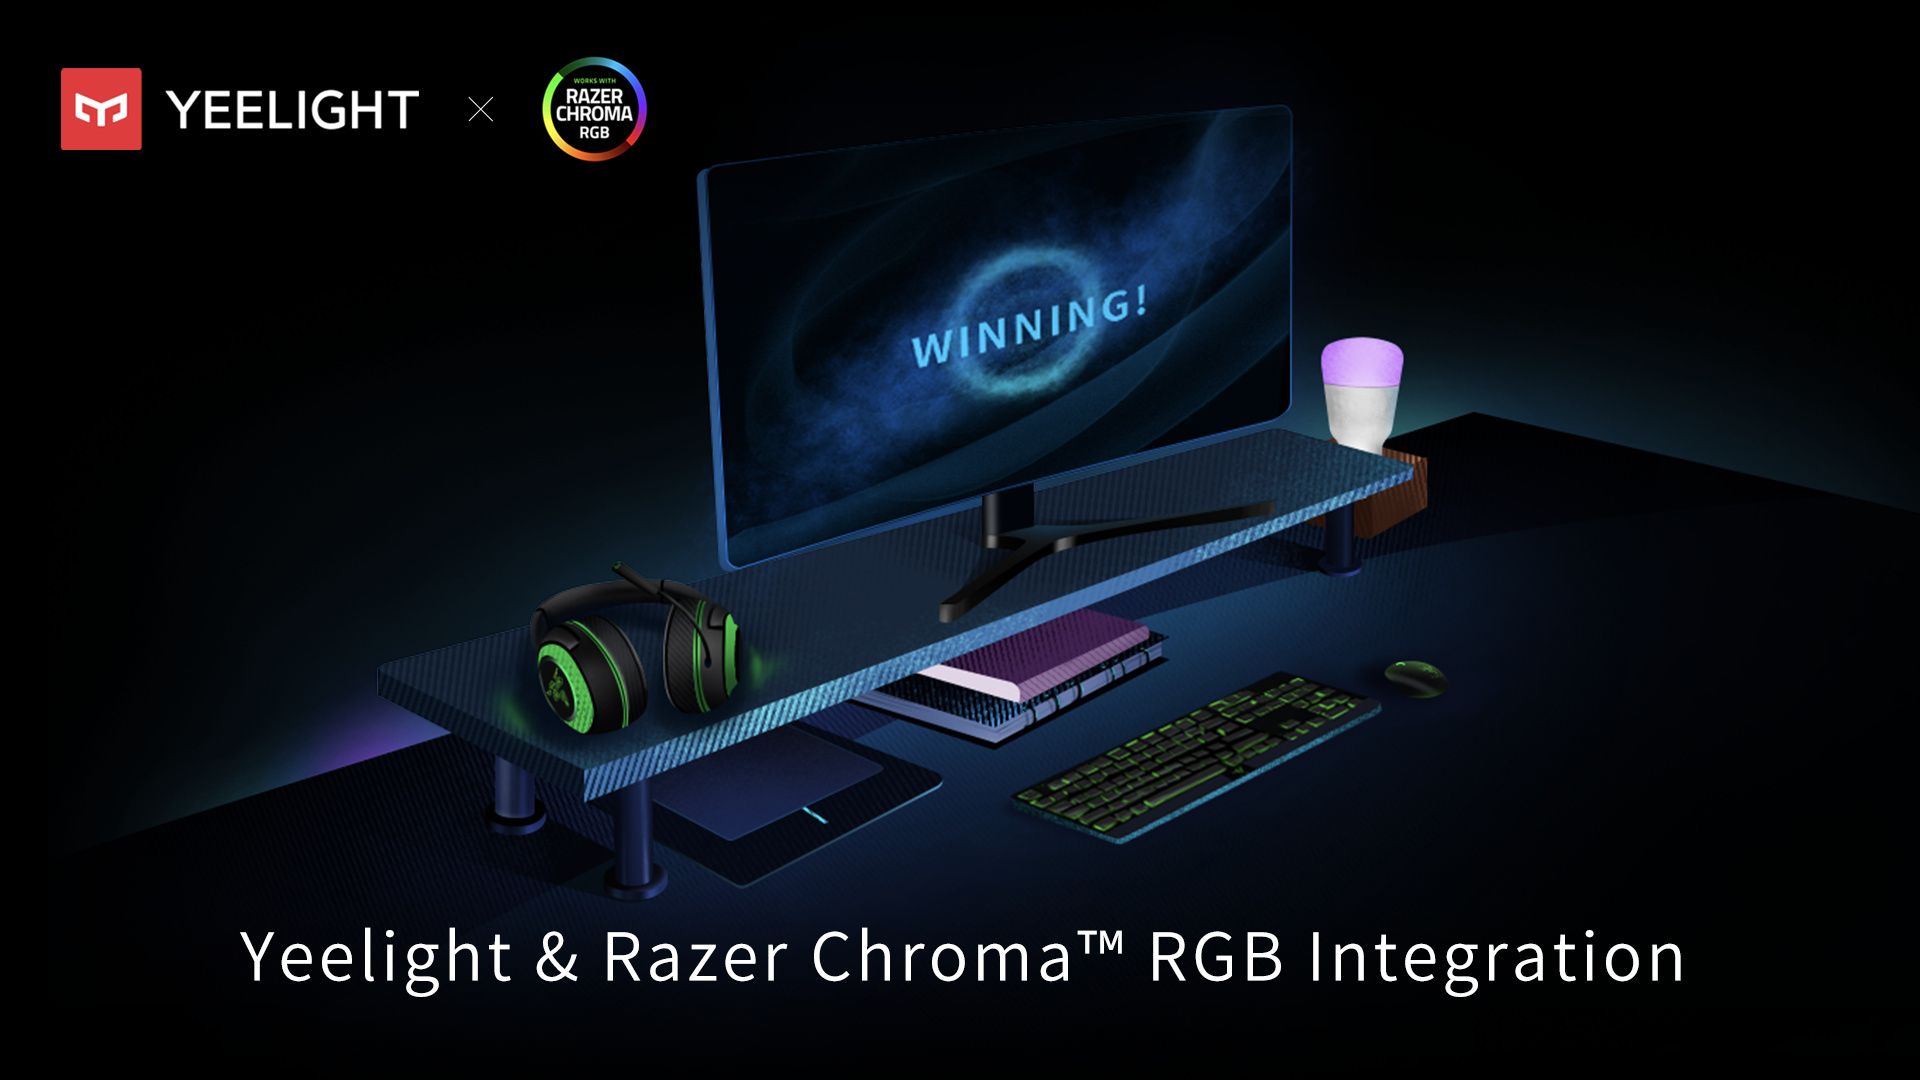 YEELIGHT
WORKS WITH
RAZER
CHROMA
RGB
WINNING!
Yeelight & Razer Chroma™ RGB Integration